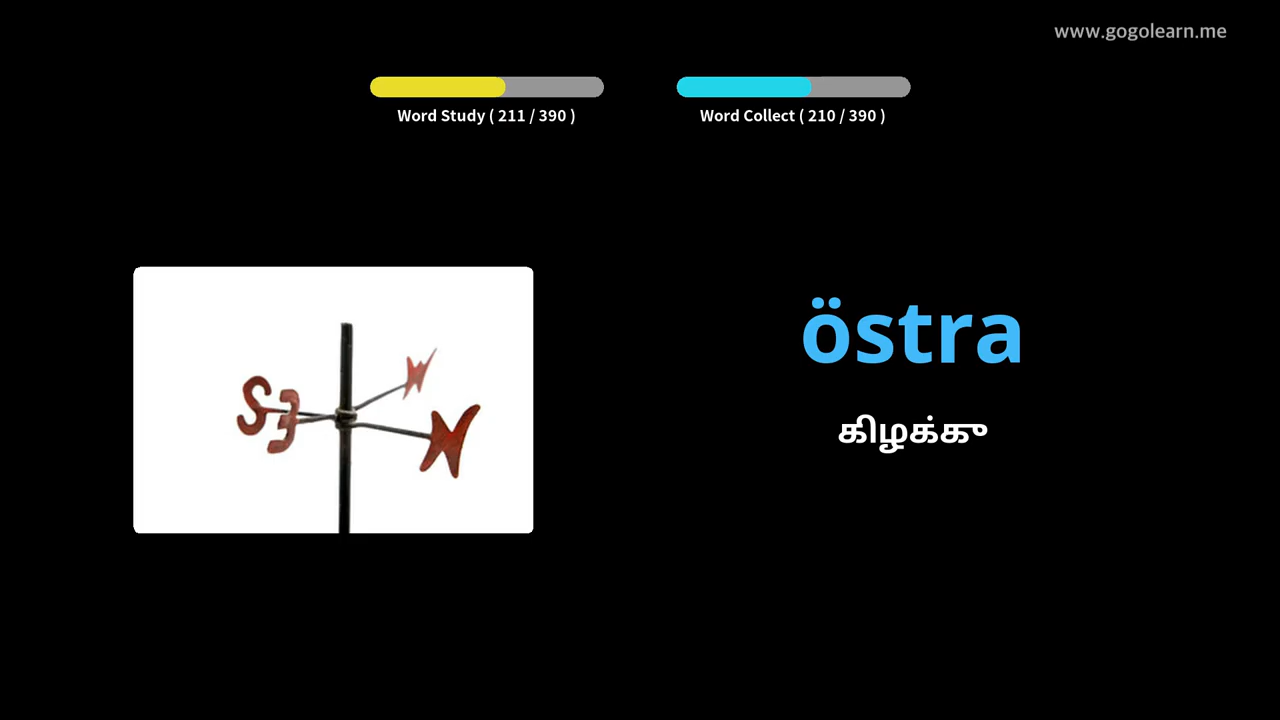 www.gogolearn.me
Word Study ( 211 / 390 )
Word Collect ( 210 / 390 )
östra
கிழக்கு
S E N W